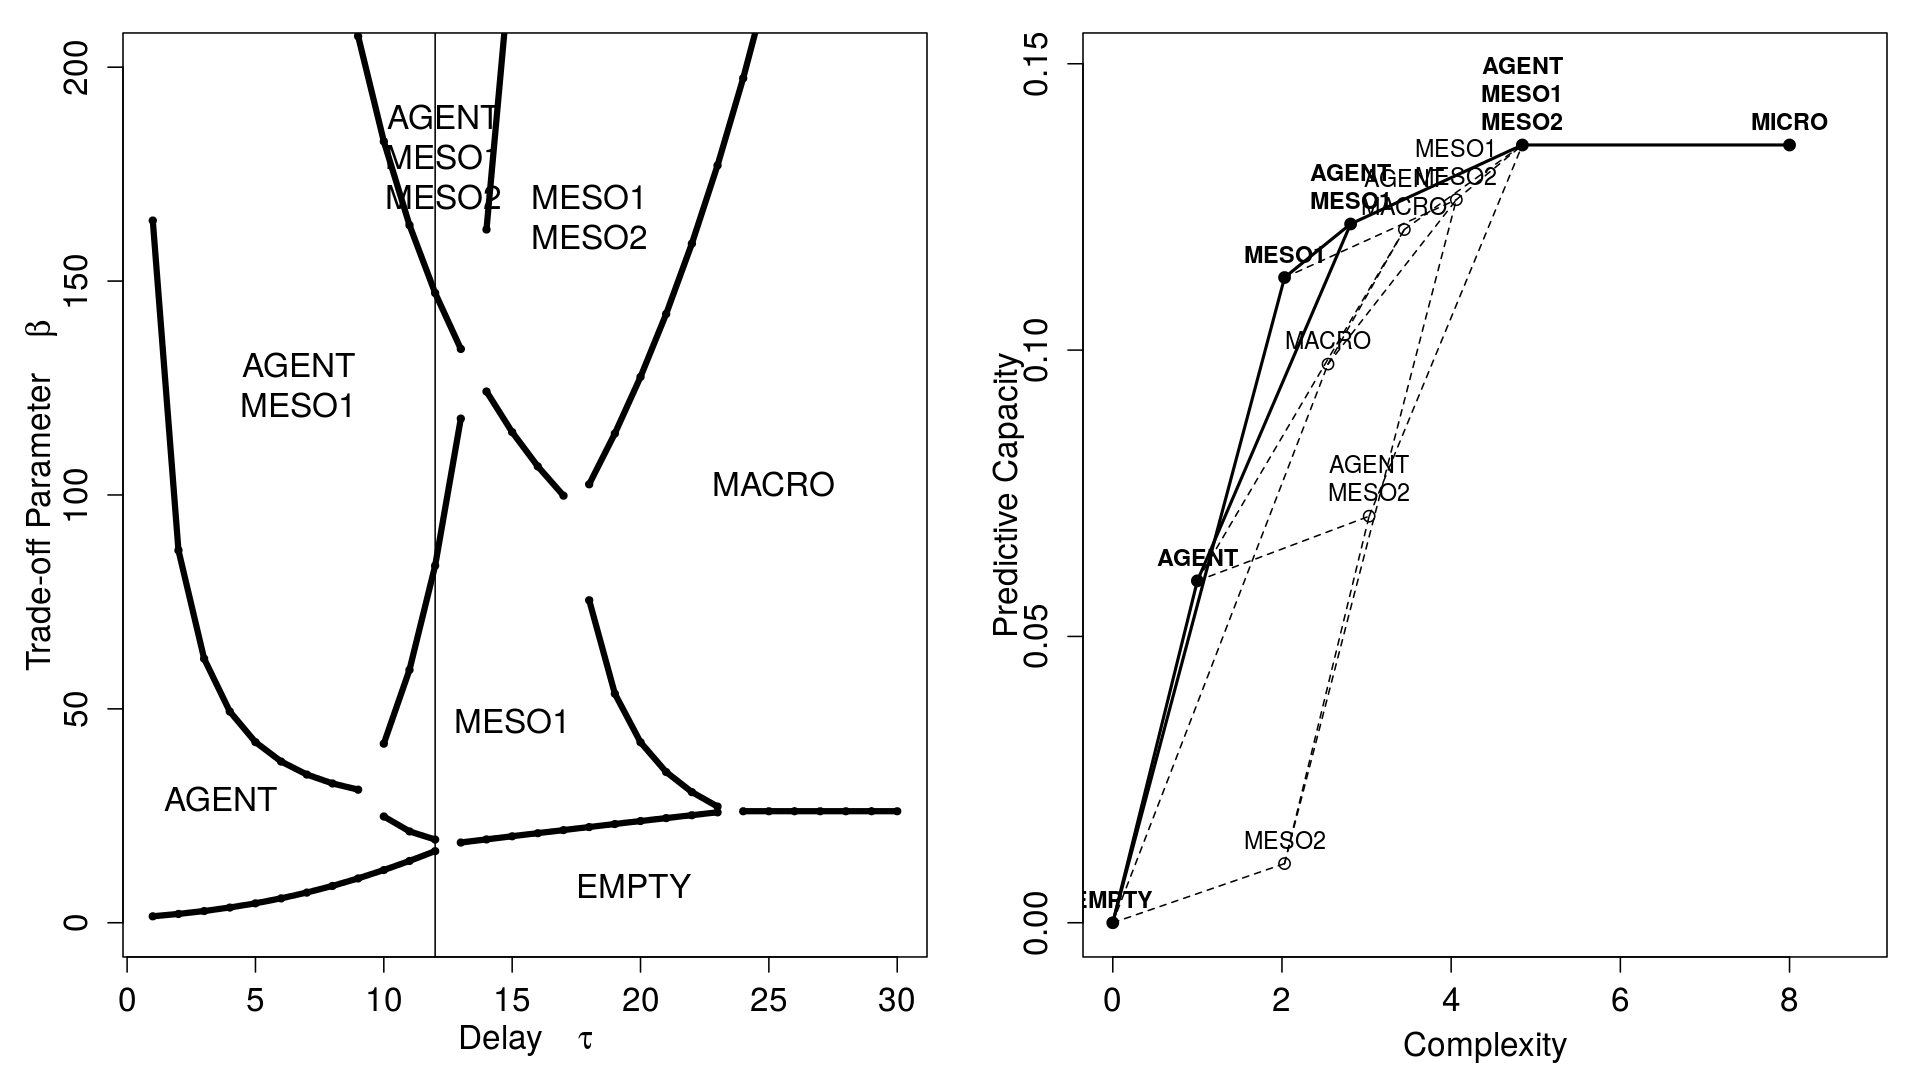 Trade-off Parameter β
200
150
100
50
0
AGENT
MESO1
MESO2
MESO1
MESO2
AGENT
MESO1
MACRO
MESO1
AGENT
EMPTY
0 5 10 15 20 25 30
Delay τ
Predictive Capacity
0.15
0.10
0.05
0.00
AGENT
MESO1
MESO2
MICRO
MESO1
MESO2
AGENT
MESO1
AGENT
MACRO
MESO1
MACRO
AGENT
MESO2
AGENT
MESO2
EMPTY
0 2 4 6 8
Complexity